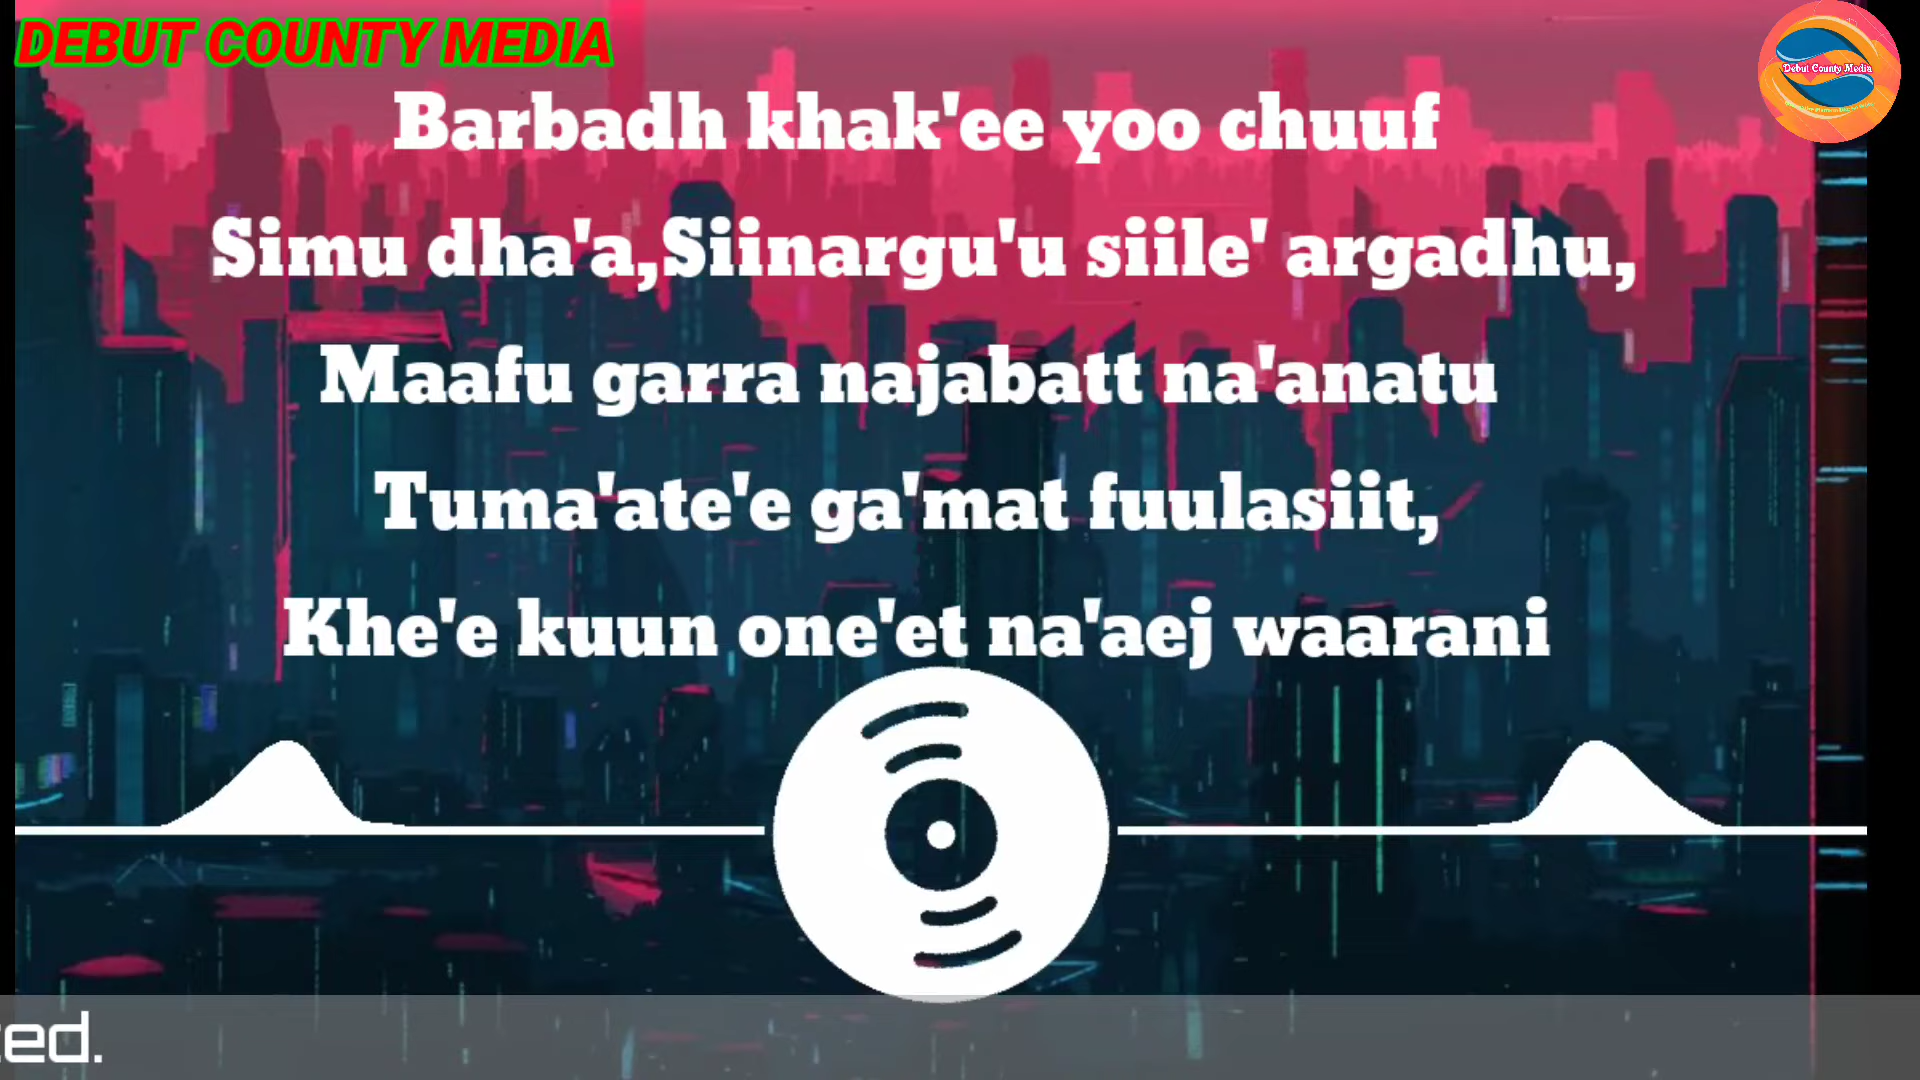 DEBUT COUNTY MEDIA
Debut County Media
Barbadh khak'ee yoo chuuf
Simu dha'a,Siinargu'u siile' argadhu,
Maafu garra najabatt na'anatu
Tuma'ate'e ga'mat fuulasiit,
Khe'e kuun one'et na'aej waarani
ed.